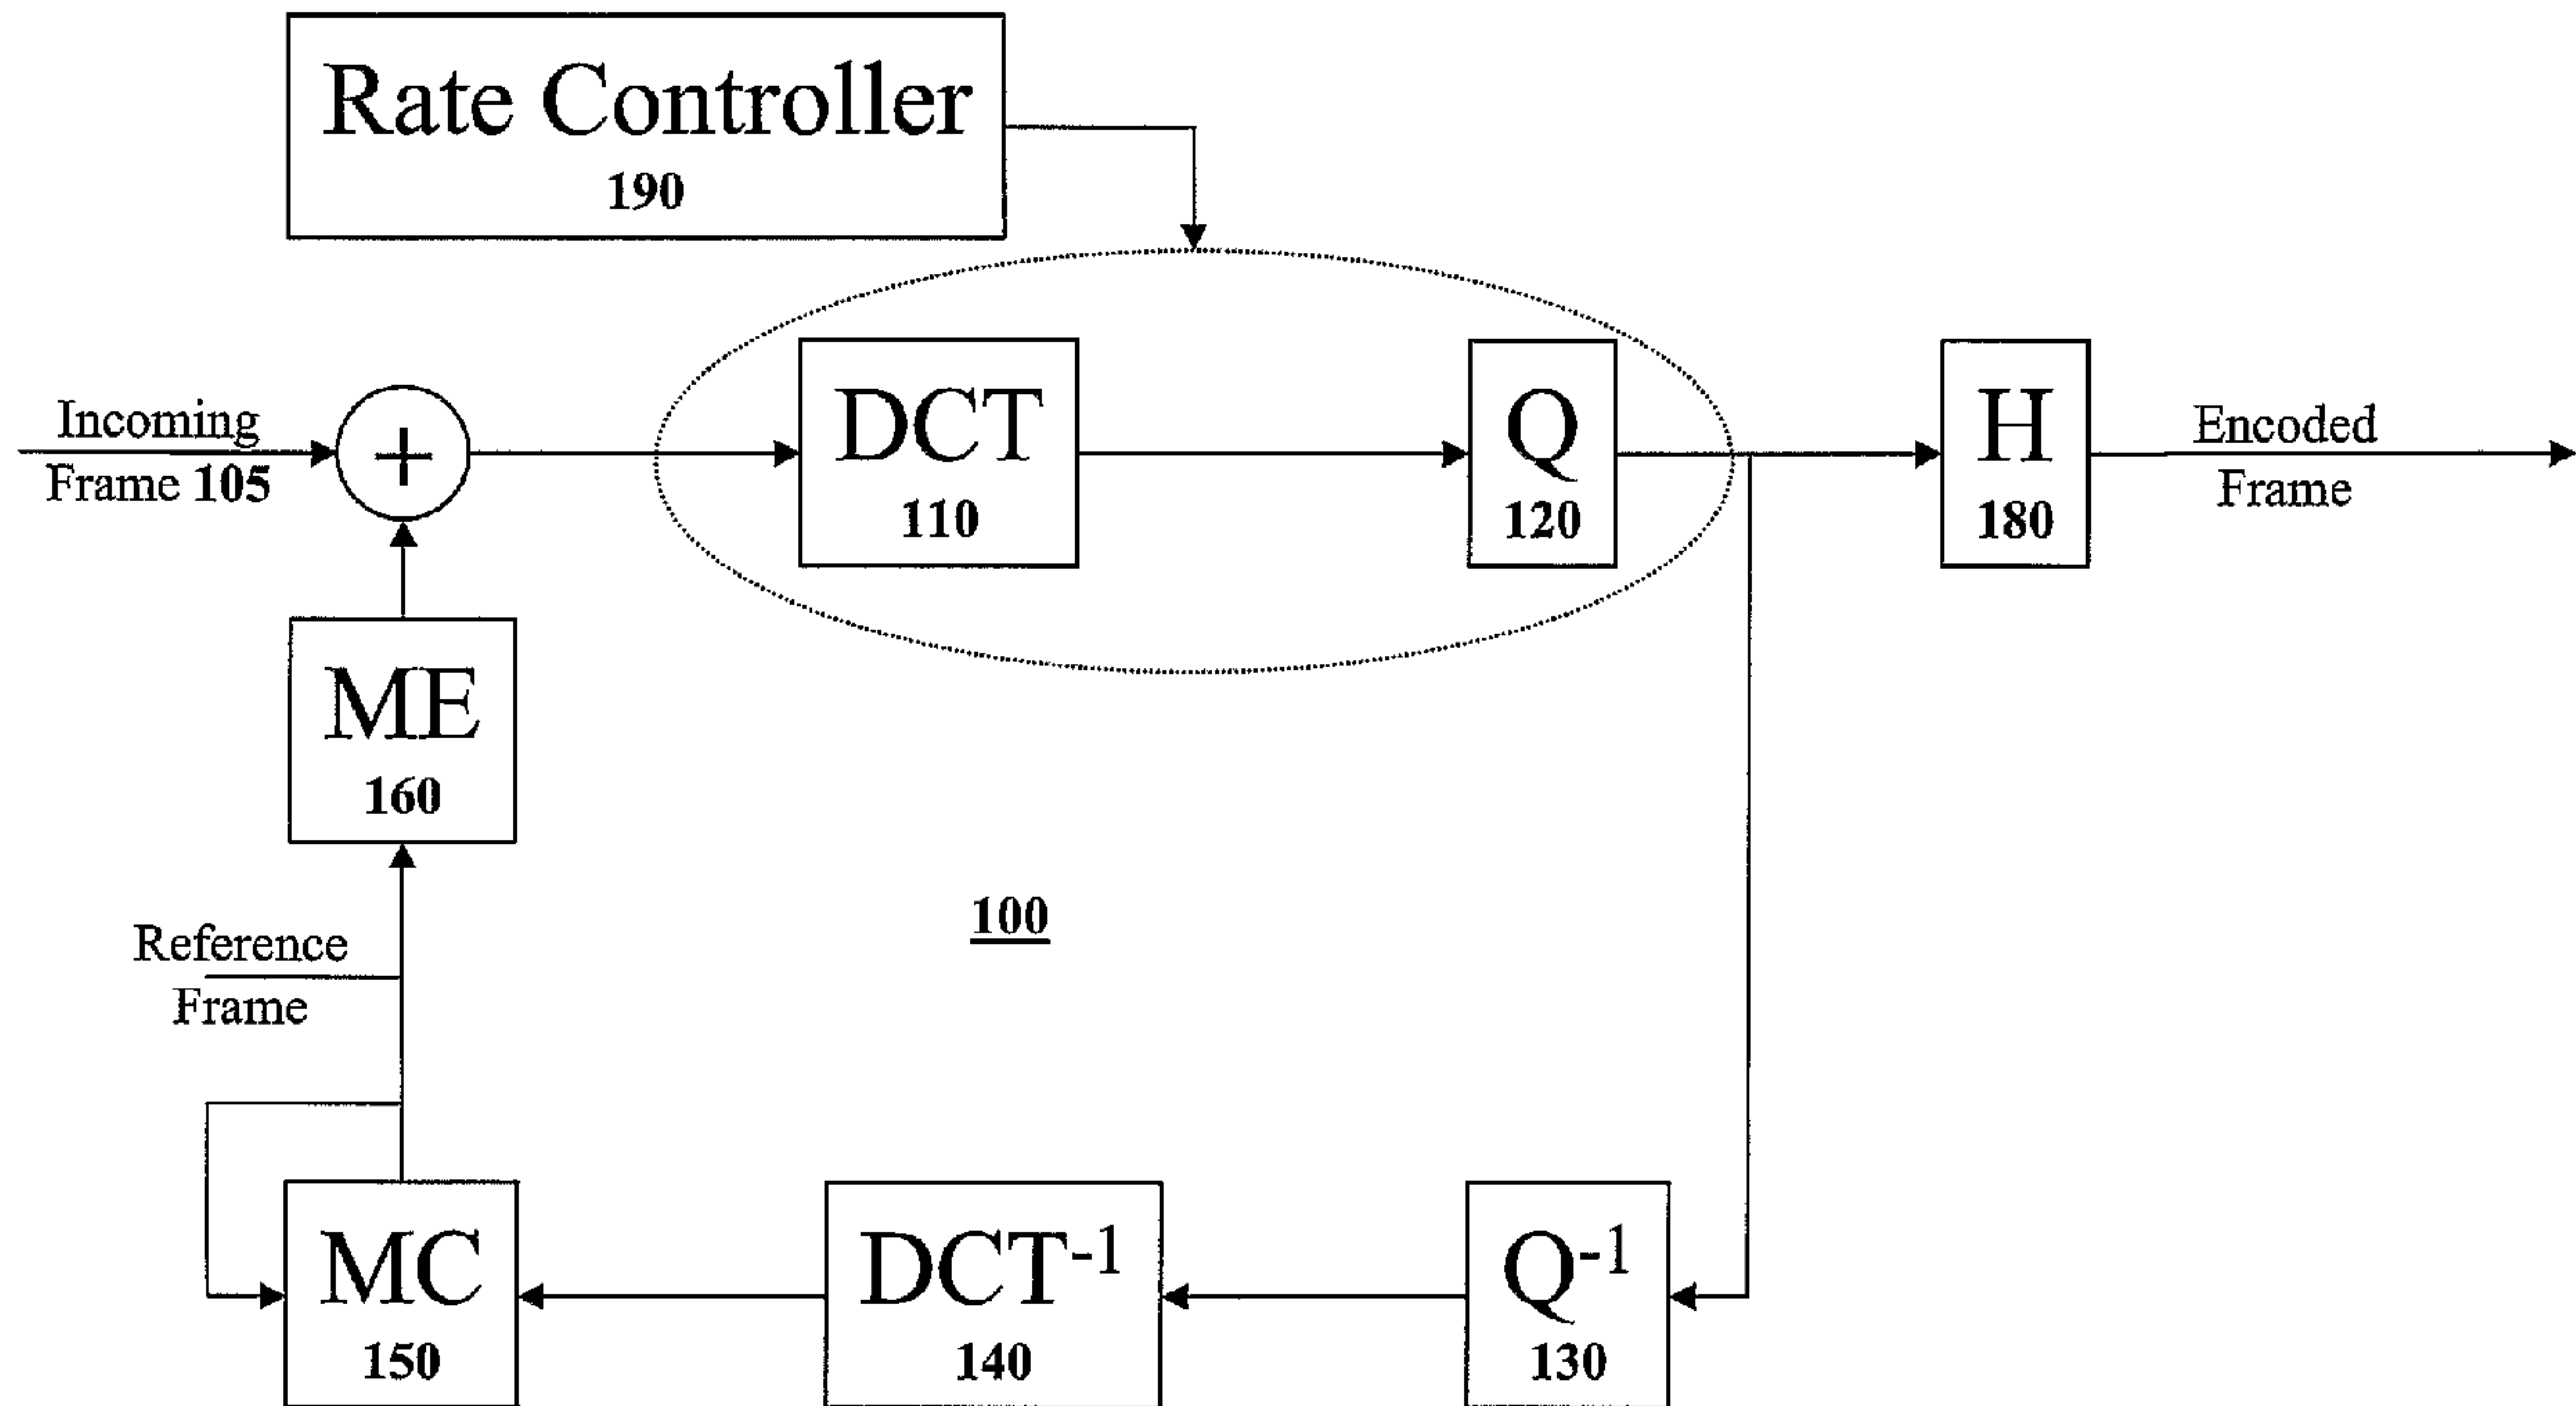 Rate Controller
190
Incoming
Frame 105
+
DCT
110
Q
120
H
180
Encoded
Frame
ME
160
100
Reference
Frame
MC
150
DCT-1
140
Q-1
130